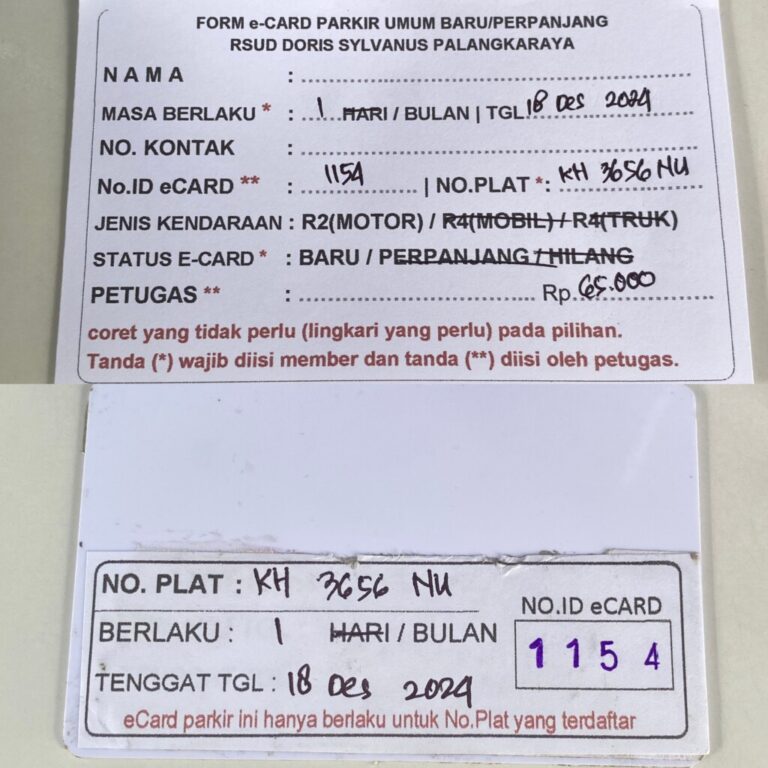 FORM e-CARD PARKIR UMUM BARU/PERPANJANG
RSUD DORIS SYLVANUS PALANGKARAYA
NAMA : ........................................
MASA BERLAKU * : 1 HARI / BULAN | TGL. 18 Des 2024
NO. KONTAK : ........................................
No.ID eCARD ** : 1154 | NO.PLAT *: KH 3656 NU
JENIS KENDARAAN : R2(MOTOR) / R4(MOBIL) / R4(TRUK)
STATUS E-CARD * : BARU / PERPANJANG / HILANG
PETUGAS ** : .............................. Rp. 65.000
coret yang tidak perlu (lingkari yang perlu) pada pilihan.
Tanda (*) wajib diisi member dan tanda (**) diisi oleh petugas.
NO. PLAT : KH 3656 NU
NO.ID eCARD
BERLAKU : 1 HARI / BULAN
1154
TENGGAT TGL : 18 Des 2024
eCard parkir ini hanya berlaku untuk No.Plat yang terdaftar